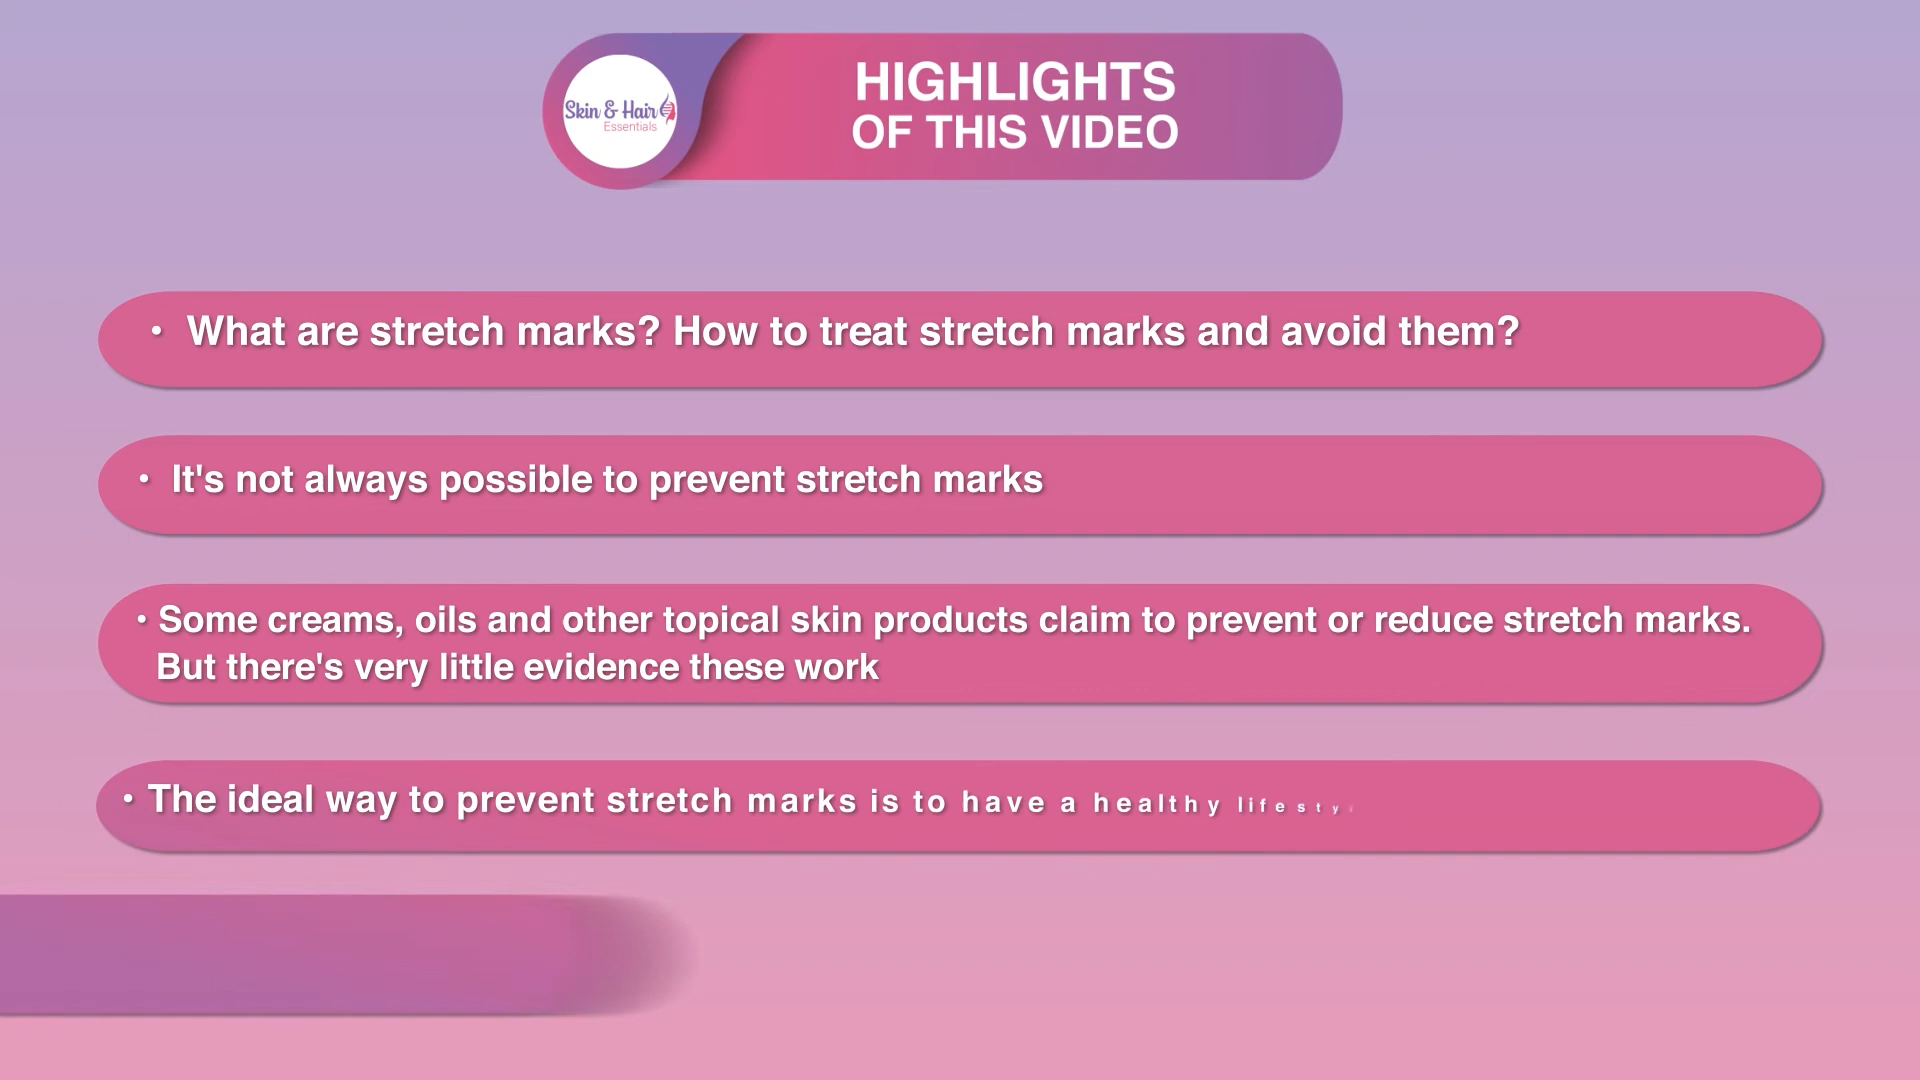 Skin & Hair
Essentials
HIGHLIGHTS
OF THIS VIDEO
• What are stretch marks? How to treat stretch marks and avoid them?
• It's not always possible to prevent stretch marks
• Some creams, oils and other topical skin products claim to prevent or reduce stretch marks.
But there's very little evidence these work
• The ideal way to prevent stretch marks is to have a healthy